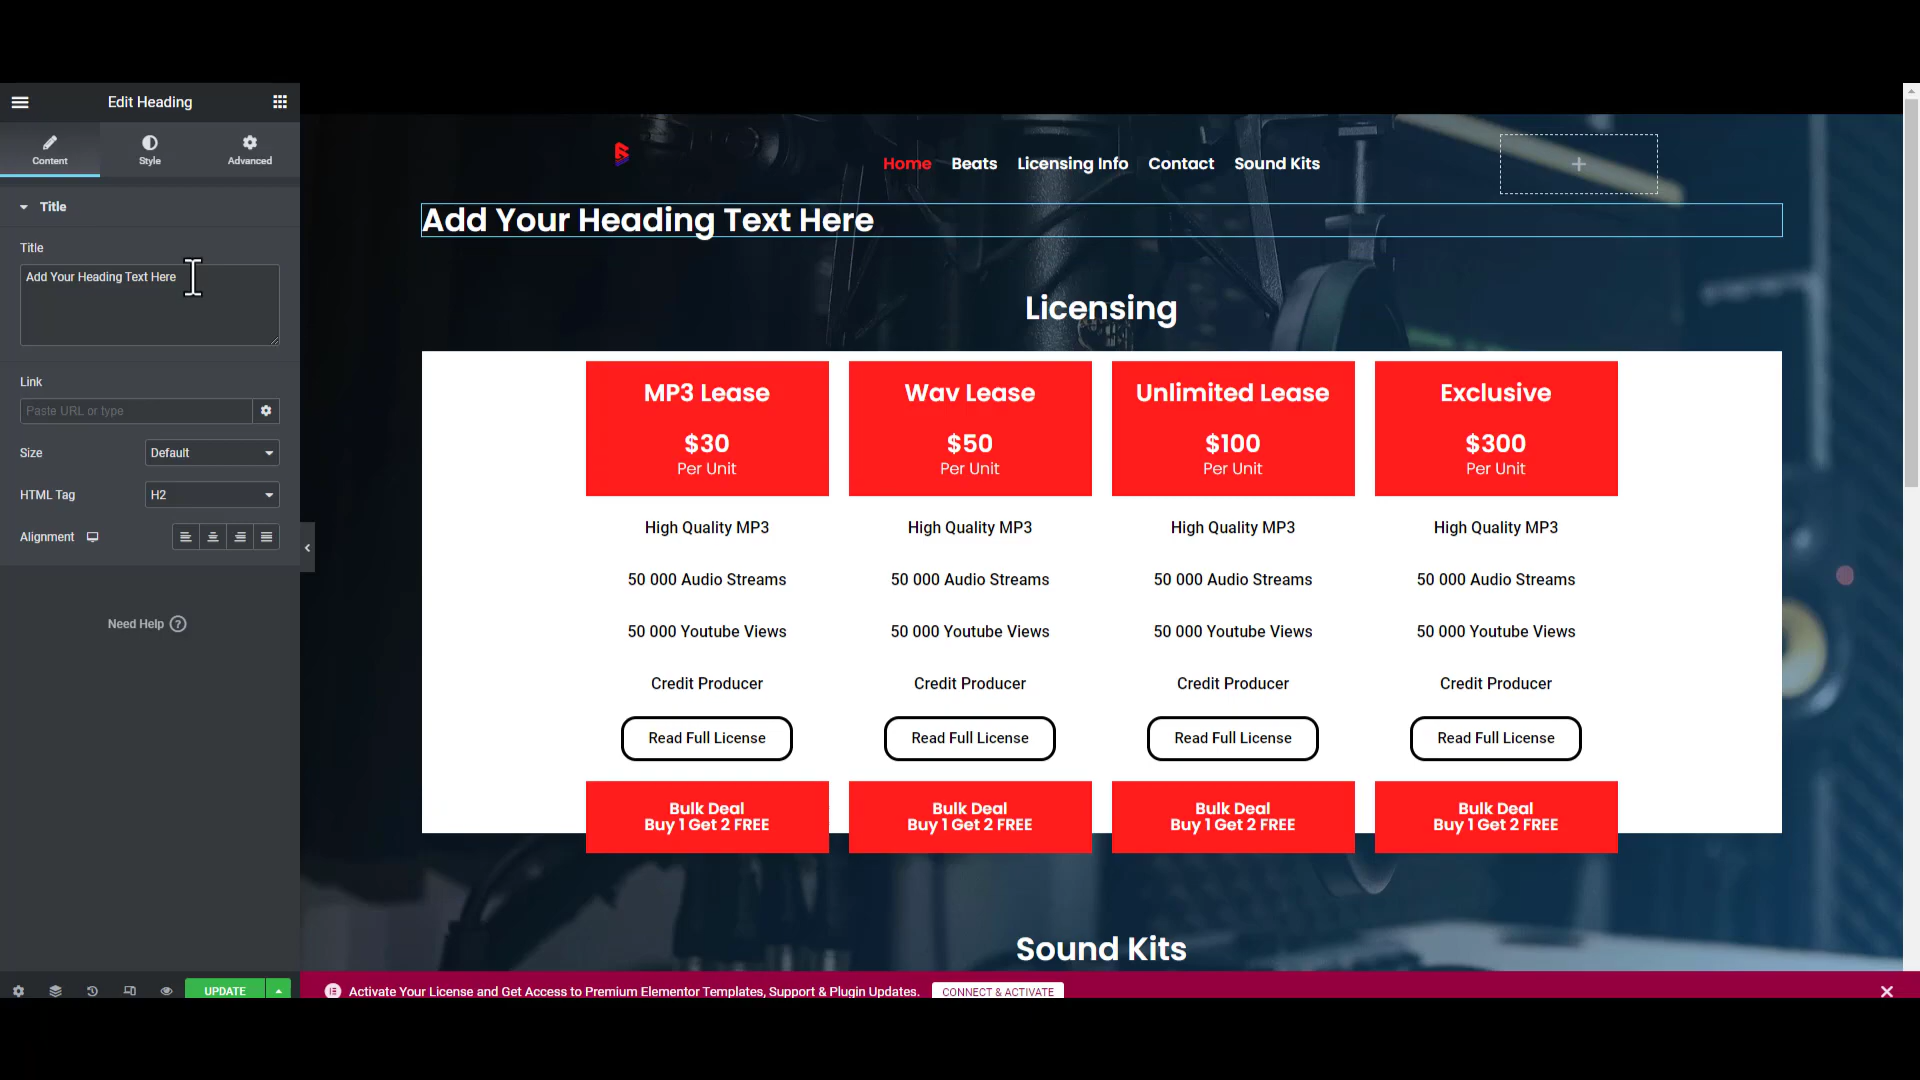 Edit Heading
Content
Style
Advanced
Title
Title
Add Your Heading Text Here
Link
Paste URL or type
Size
Default
HTML Tag
H2
Alignment
Need Help ?
UPDATE
Home Beats Licensing Info Contact Sound Kits
+
Add Your Heading Text Here
Licensing
MP3 Lease
$30
Per Unit
High Quality MP3
50 000 Audio Streams
50 000 Youtube Views
Credit Producer
Read Full License
Bulk Deal
Buy 1 Get 2 FREE
Wav Lease
$50
Per Unit
High Quality MP3
50 000 Audio Streams
50 000 Youtube Views
Credit Producer
Read Full License
Bulk Deal
Buy 1 Get 2 FREE
Unlimited Lease
$100
Per Unit
High Quality MP3
50 000 Audio Streams
50 000 Youtube Views
Credit Producer
Read Full License
Bulk Deal
Buy 1 Get 2 FREE
Exclusive
$300
Per Unit
High Quality MP3
50 000 Audio Streams
50 000 Youtube Views
Credit Producer
Read Full License
Bulk Deal
Buy 1 Get 2 FREE
Sound Kits
Activate Your License and Get Access to Premium Elementor Templates, Support & Plugin Updates.
CONNECT & ACTIVATE